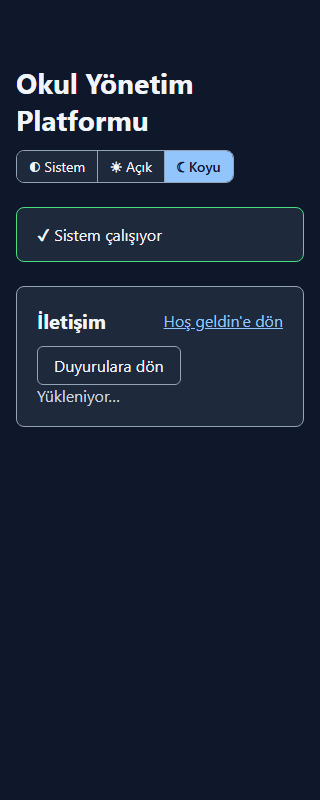 Okul Yönetim
Platformu
Sistem
Açık
Koyu
Sistem çalışıyor
İletişim
Hoş geldin'e dön
Duyurulara dön
Yükleniyor...